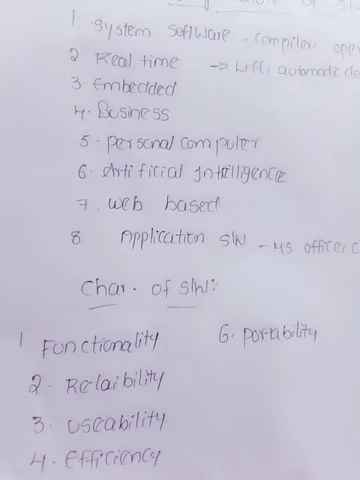 1. System Software - compiler, ope
2 Real time → Lift, automatic d
3 Embedded
4. Business
5. personal computer
6. Artificial Intelligence
7. web based
8 Application S/W - MS office,
Char. of S/W:
1 Functionality
6. portability
2. Relaibility
3. useability
4. Efficiency